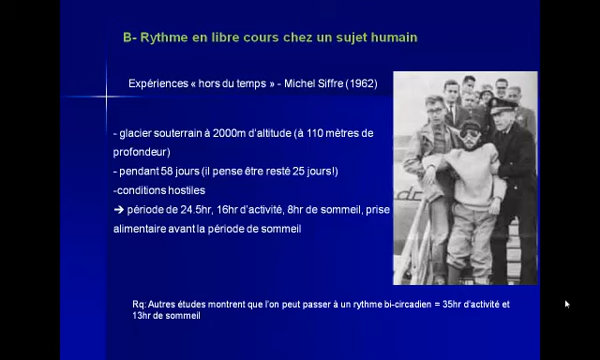 B- Rythme en libre cours chez un sujet humain
Expériences « hors du temps » - Michel Siffre (1962)
- glacier souterrain à 2000m d'altitude (à 110 mètres de
profondeur)
- pendant 58 jours (il pense être resté 25 jours!)
-conditions hostiles
➔ période de 24.5hr, 16hr d'activité, 8hr de sommeil, prise
alimentaire avant la période de sommeil
Rq: Autres études montrent que l'on peut passer à un rythme bi-circadien = 35hr d'activité et
13hr de sommeil